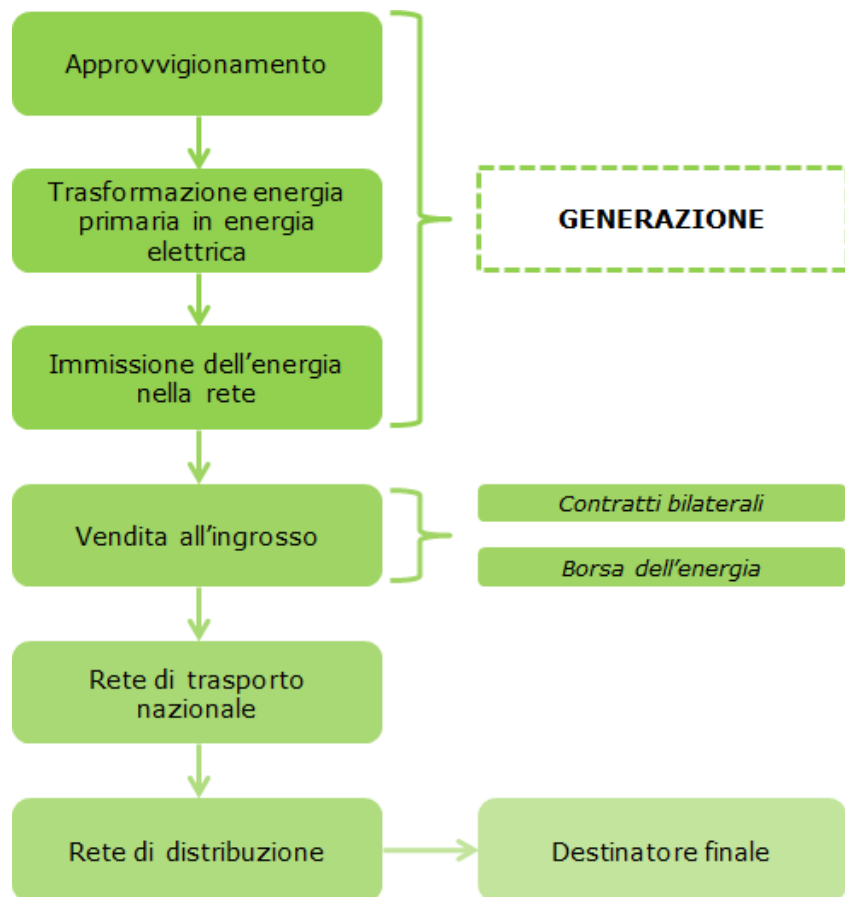 Approvvigionamento
Trasformazione energia
primaria in energia
elettrica
GENERAZIONE
Immissione dell'energia
nella rete
Vendita all'ingrosso
Contratti bilaterali
Borsa dell'energia
Rete di trasporto
nazionale
Rete di distribuzione
Destinatore finale